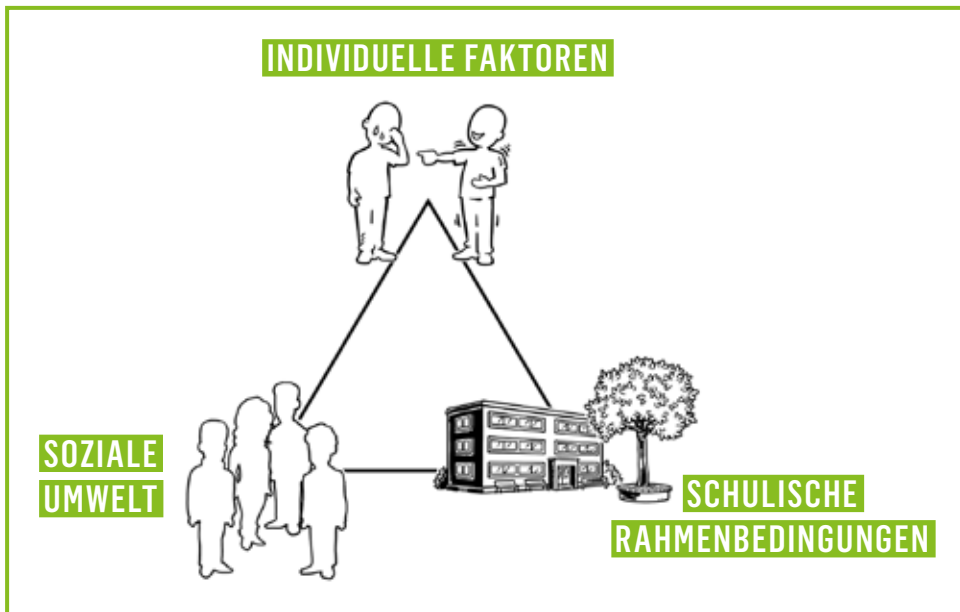 INDIVIDUELLE FAKTOREN
SOZIALE
UMWELT
SCHULISCHE
RAHMENBEDINGUNGEN